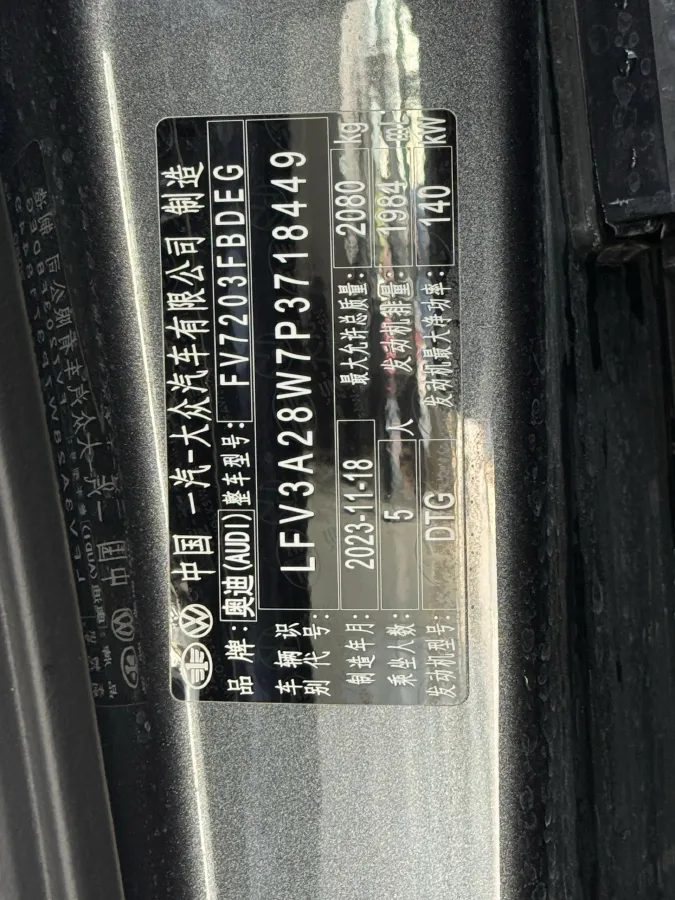 中国 一汽-大众汽车有限公司 制造
品牌: 奥迪(AUDI) 整车型号: FV7203FBDEG
车辆识别代号: LFV3A28W7P3718449
制造年月: 2023-11-18 最大允许总质量: 2080 kg
乘坐人数: 5 人 发动机排量: 1984 mL
发动机型号: DTG 发动机最大净功率: 140 kW